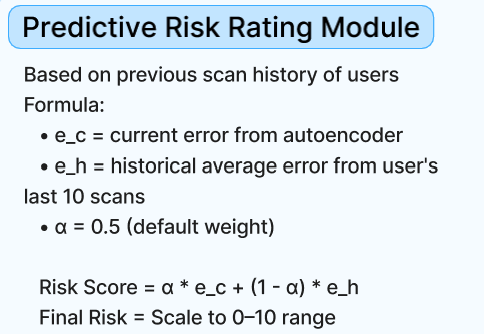 Predictive Risk Rating Module
Based on previous scan history of users
Formula:
• e_c = current error from autoencoder
• e_h = historical average error from user's
last 10 scans
• α = 0.5 (default weight)
Risk Score = α * e_c + (1 - α) * e_h
Final Risk = Scale to 0–10 range